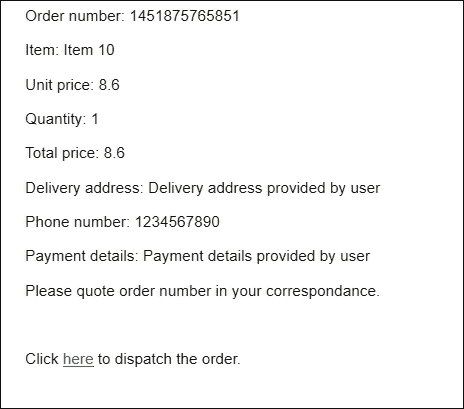 Order number: 1451875765851
Item: Item 10
Unit price: 8.6
Quantity: 1
Total price: 8.6
Delivery address: Delivery address provided by user
Phone number: 1234567890
Payment details: Payment details provided by user
Please quote order number in your correspondance.
Click here to dispatch the order.